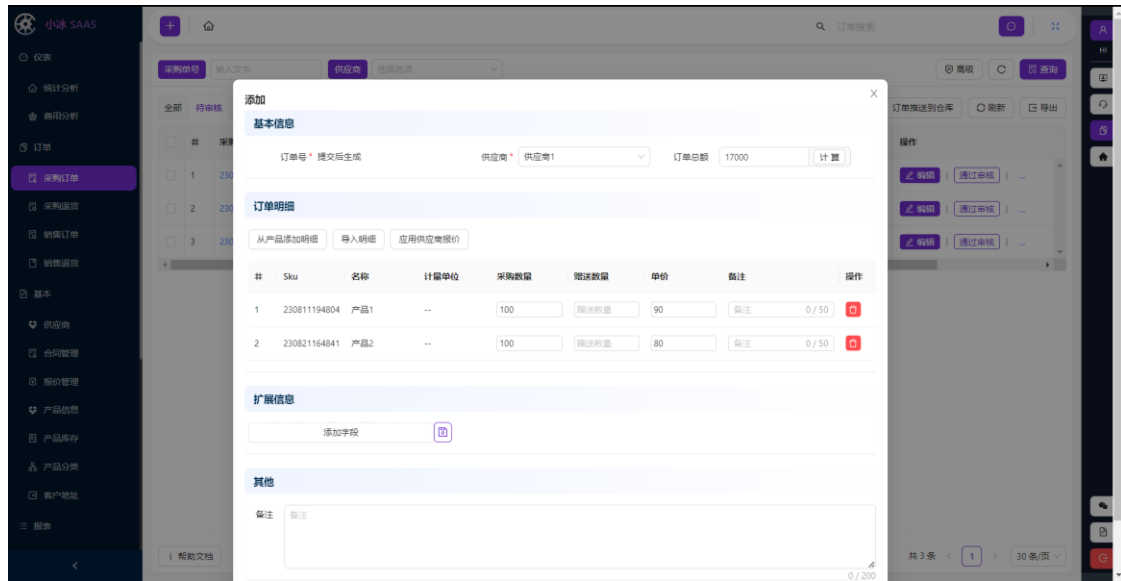 小冰 SAAS
仪表
统计分析
商用分析
订单
采购订单
采购退货
销售订单
销售退货
基本
供应商
合同管理
报价管理
产品信息
产品库存
产品分类
客户地址
报表
订单搜索
HI
采购单号 输入文本 供应商 选择选项 高级 查询
全部 待审核 订单推送到仓库 刷新 导出
# 操作
1 230 编辑 | 通过审核 | ...
2 230 编辑 | 通过审核 | ...
3 230 编辑 | 通过审核 | ...
添加
基本信息
订单号 * 提交后生成 供应商 * 供应商1 订单总额 17000 计 算
订单明细
从产品添加明细 导入明细 应用供应商报价
# Sku 名称 计量单位 采购数量 赠送数量 单价 备注 操作
1 230811194804 产品1 -- 100 赠送数量 90 备注 0 / 50
2 230821164841 产品2 -- 100 赠送数量 80 备注 0 / 50
扩展信息
添加字段
其他
备注 备注
0 / 200
帮助文档 共 3 条 < 1 > 30 条/页